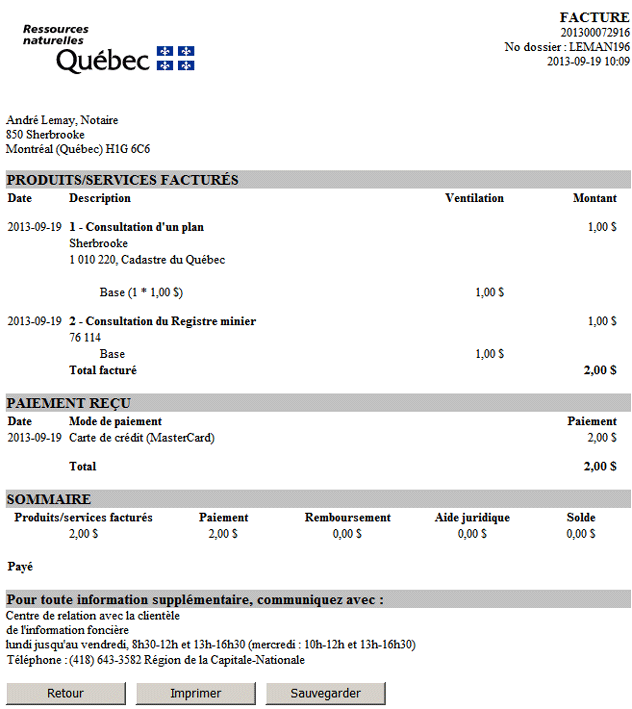 Ressources
naturelles
Québec
FACTURE
201300072916
No dossier : LEMAN196
2013-09-19 10:09
André Lemay, Notaire
850 Sherbrooke
Montréal (Québec) H1G 6C6
PRODUITS/SERVICES FACTURÉS
Date Description Ventilation Montant
2013-09-19 1 - Consultation d'un plan 1,00 $
Sherbrooke
1 010 220, Cadastre du Québec
Base (1 * 1,00 $) 1,00 $
2013-09-19 2 - Consultation du Registre minier 1,00 $
76 114
Base 1,00 $
Total facturé 2,00 $
PAIEMENT REÇU
Date Mode de paiement Paiement
2013-09-19 Carte de crédit (MasterCard) 2,00 $
Total 2,00 $
SOMMAIRE
Produits/services facturés Paiement Remboursement Aide juridique Solde
2,00 $ 2,00 $ 0,00 $ 0,00 $ 0,00 $
Payé
Pour toute information supplémentaire, communiquez avec :
Centre de relation avec la clientèle
de l'information foncière
lundi jusqu'au vendredi, 8h30-12h et 13h-16h30 (mercredi : 10h-12h et 13h-16h30)
Téléphone : (418) 643-3582 Région de la Capitale-Nationale
Retour Imprimer Sauvegarder